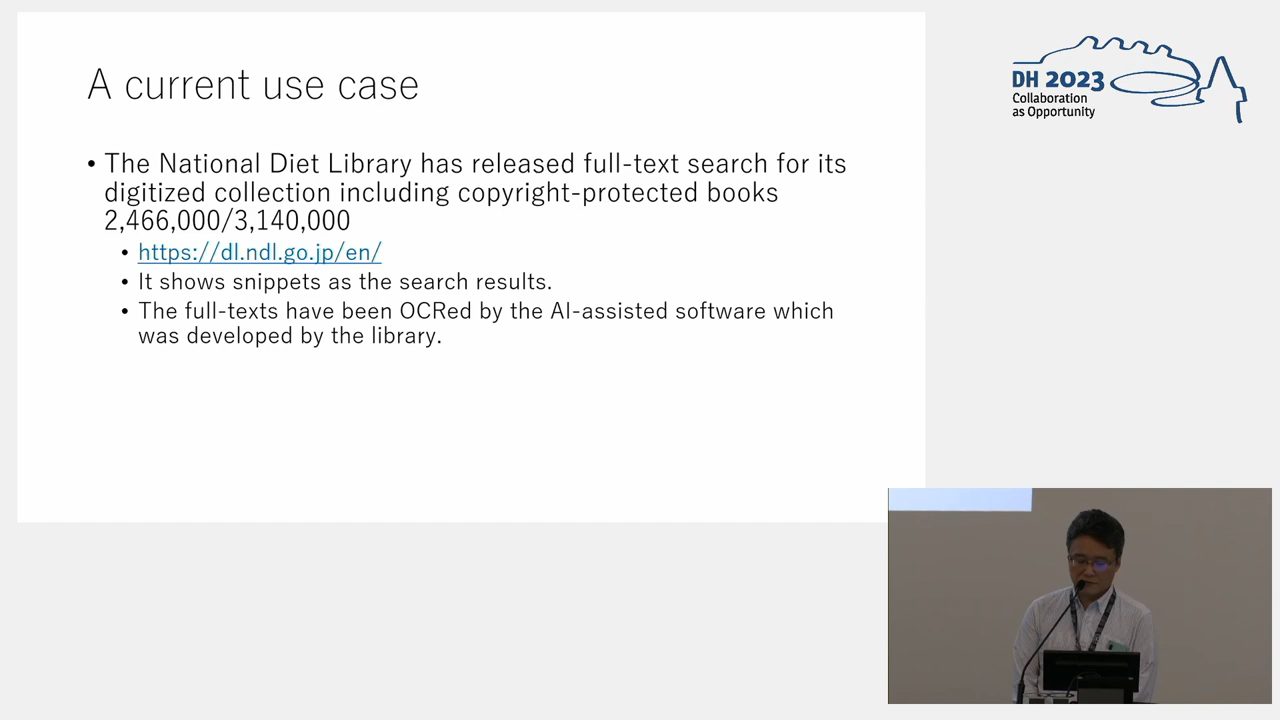 A current use case
• The National Diet Library has released full-text search for its
digitized collection including copyright-protected books
2,466,000/3,140,000
• https://dl.ndl.go.jp/en/
• It shows snippets as the search results.
• The full-texts have been OCRed by the AI-assisted software which
was developed by the library.
DH 2023
Collaboration
as Opportunity